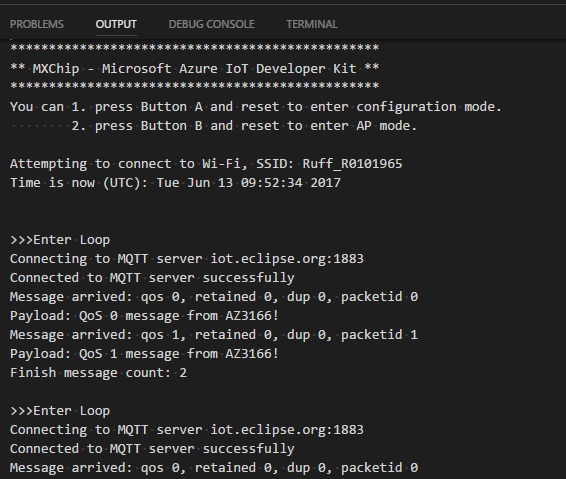 PROBLEMS OUTPUT DEBUG CONSOLE TERMINAL
************************************************
** MXChip - Microsoft Azure IoT Developer Kit **
************************************************
You can 1. press Button A and reset to enter configuration mode.
2. press Button B and reset to enter AP mode.
Attempting to connect to Wi-Fi, SSID: Ruff_R0101965
Time is now (UTC): Tue Jun 13 09:52:34 2017
>>>Enter Loop
Connecting to MQTT server iot.eclipse.org:1883
Connected to MQTT server successfully
Message arrived: qos 0, retained 0, dup 0, packetid 0
Payload: QoS 0 message from AZ3166!
Message arrived: qos 1, retained 0, dup 0, packetid 1
Payload: QoS 1 message from AZ3166!
Finish message count: 2
>>>Enter Loop
Connecting to MQTT server iot.eclipse.org:1883
Connected to MQTT server successfully
Message arrived: qos 0, retained 0, dup 0, packetid 0